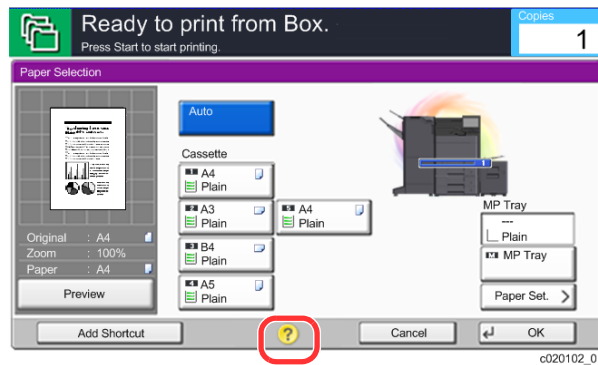 Ready to print from Box.
Press Start to start printing.
Copies
1
Paper Selection
Auto
Cassette
1 A4
Plain
2 A3
Plain
5 A4
Plain
3 B4
Plain
4 A5
Plain
1
MP Tray
---
Plain
MP Tray
Paper Set.
Original : A4
Zoom : 100%
Paper : A4
Preview
Add Shortcut
?
Cancel
OK
c020102_0